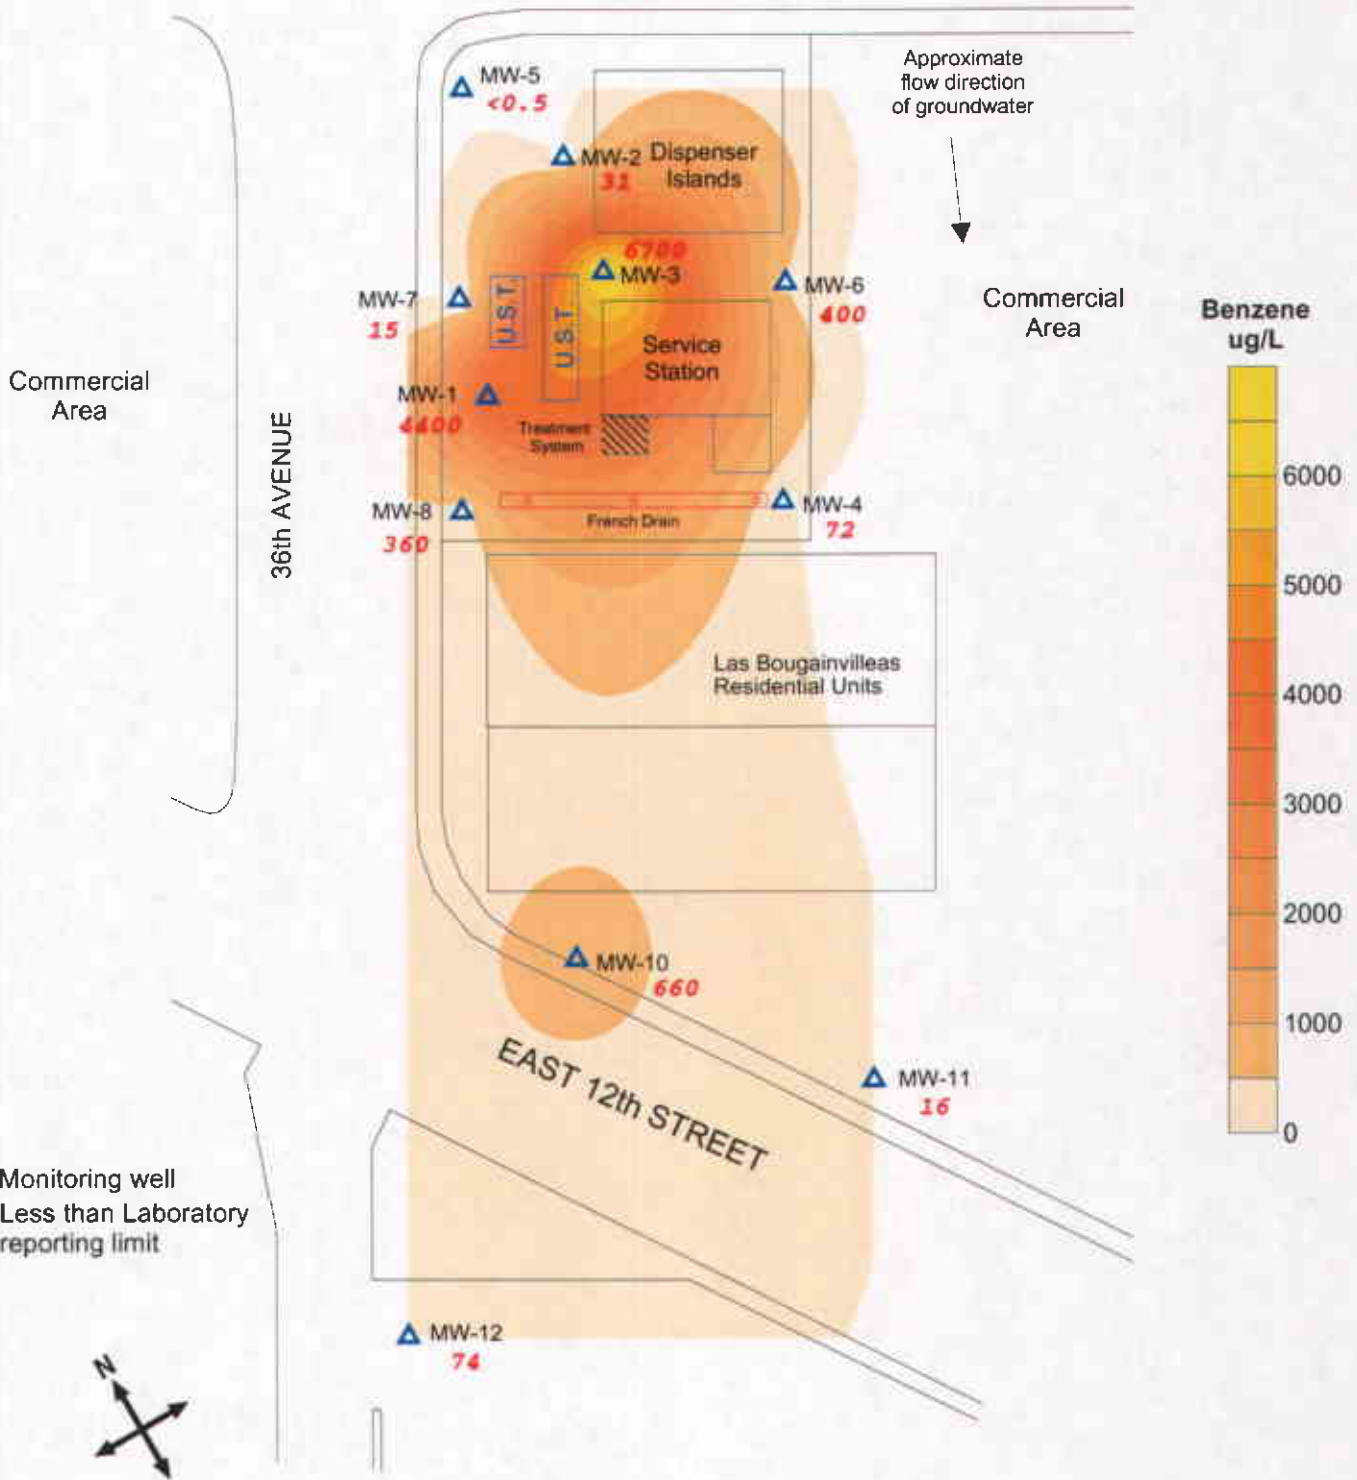 MW-5
<0.5
Approximate
flow direction
of groundwater
MW-2
31
Dispenser
Islands
6700
MW-3
MW-7
15
U.S.T.
U.S.T.
MW-6
400
Commercial
Area
Benzene
ug/L
Service
Station
Commercial
Area
MW-1
4400
Treatment
System
36th AVENUE
6000
MW-8
360
French Drain
MW-4
72
5000
Las Bougainvilleas
Residential Units
4000
3000
2000
MW-10
660
1000
EAST 12th STREET
MW-11
16
0
Monitoring well
Less than Laboratory
reporting limit
MW-12
74
N